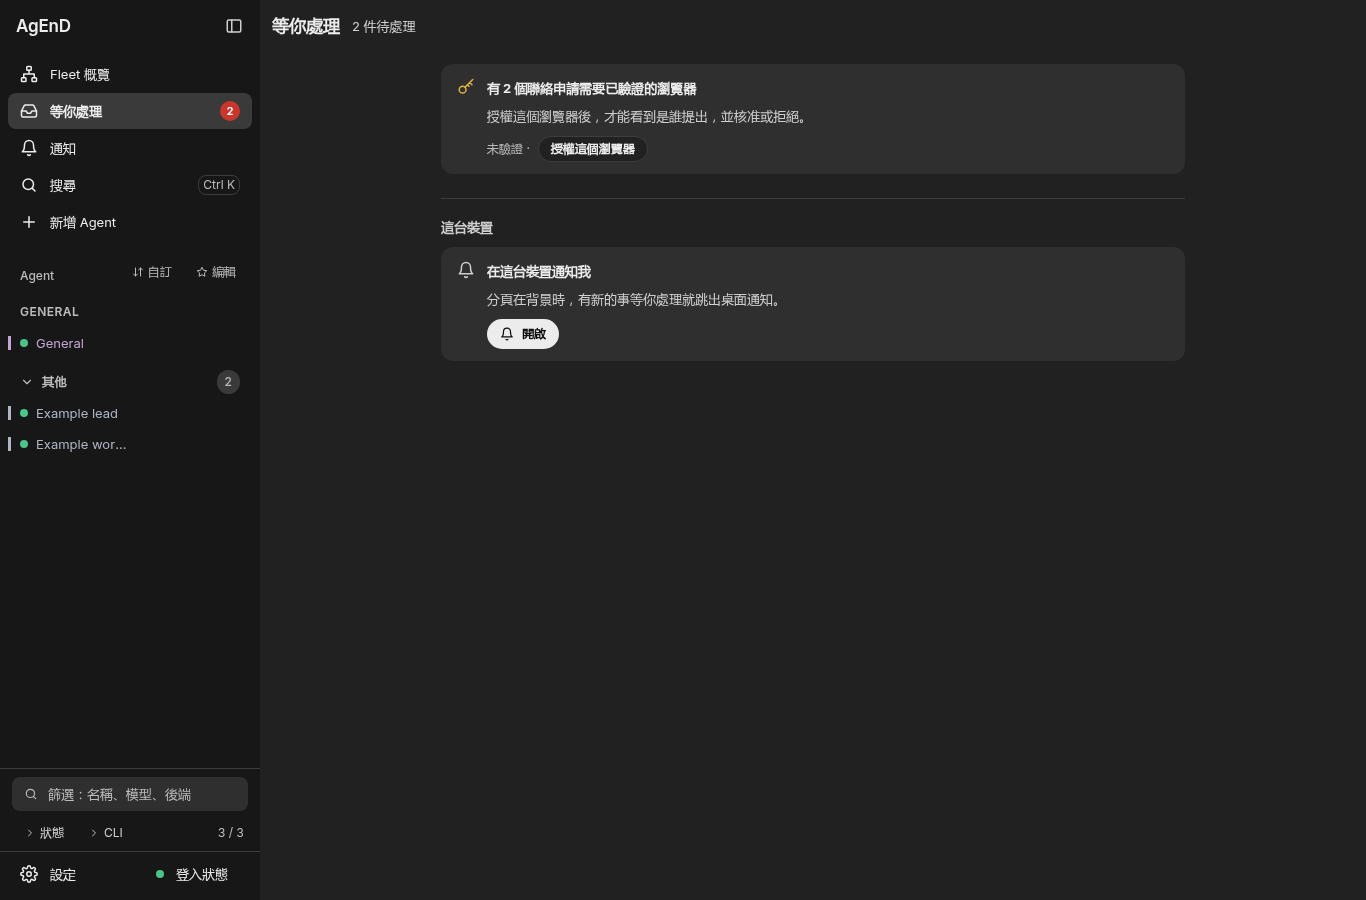 AgEnD
Fleet 概覽
等你處理 2
通知
搜尋 Ctrl K
新增 Agent
Agent 自訂 編輯
GENERAL
General
其他 2
Example lead
Example wor...
篩選：名稱、模型、後端
狀態 CLI 3 / 3
設定 登入狀態
等你處理 2 件待處理
有 2 個聯絡申請需要已驗證的瀏覽器
授權這個瀏覽器後，才能看到是誰提出，並核准或拒絕。
未驗證 · 授權這個瀏覽器
這台裝置
在這台裝置通知我
分頁在背景時，有新的事等你處理就跳出桌面通知。
開啟